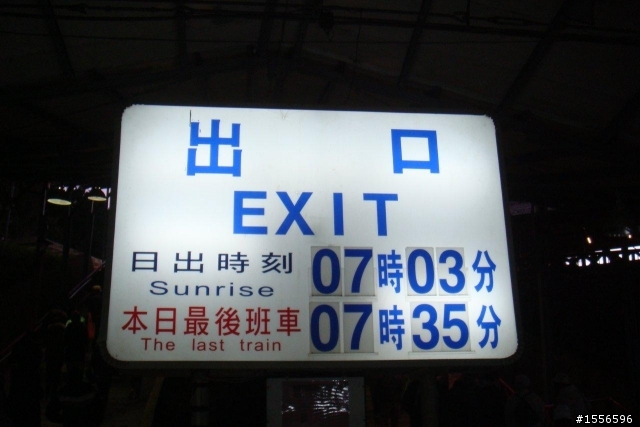 出 口
EXIT
日出時刻 07時03分
Sunrise
本日最後班車 07時35分
The last train
#1556596